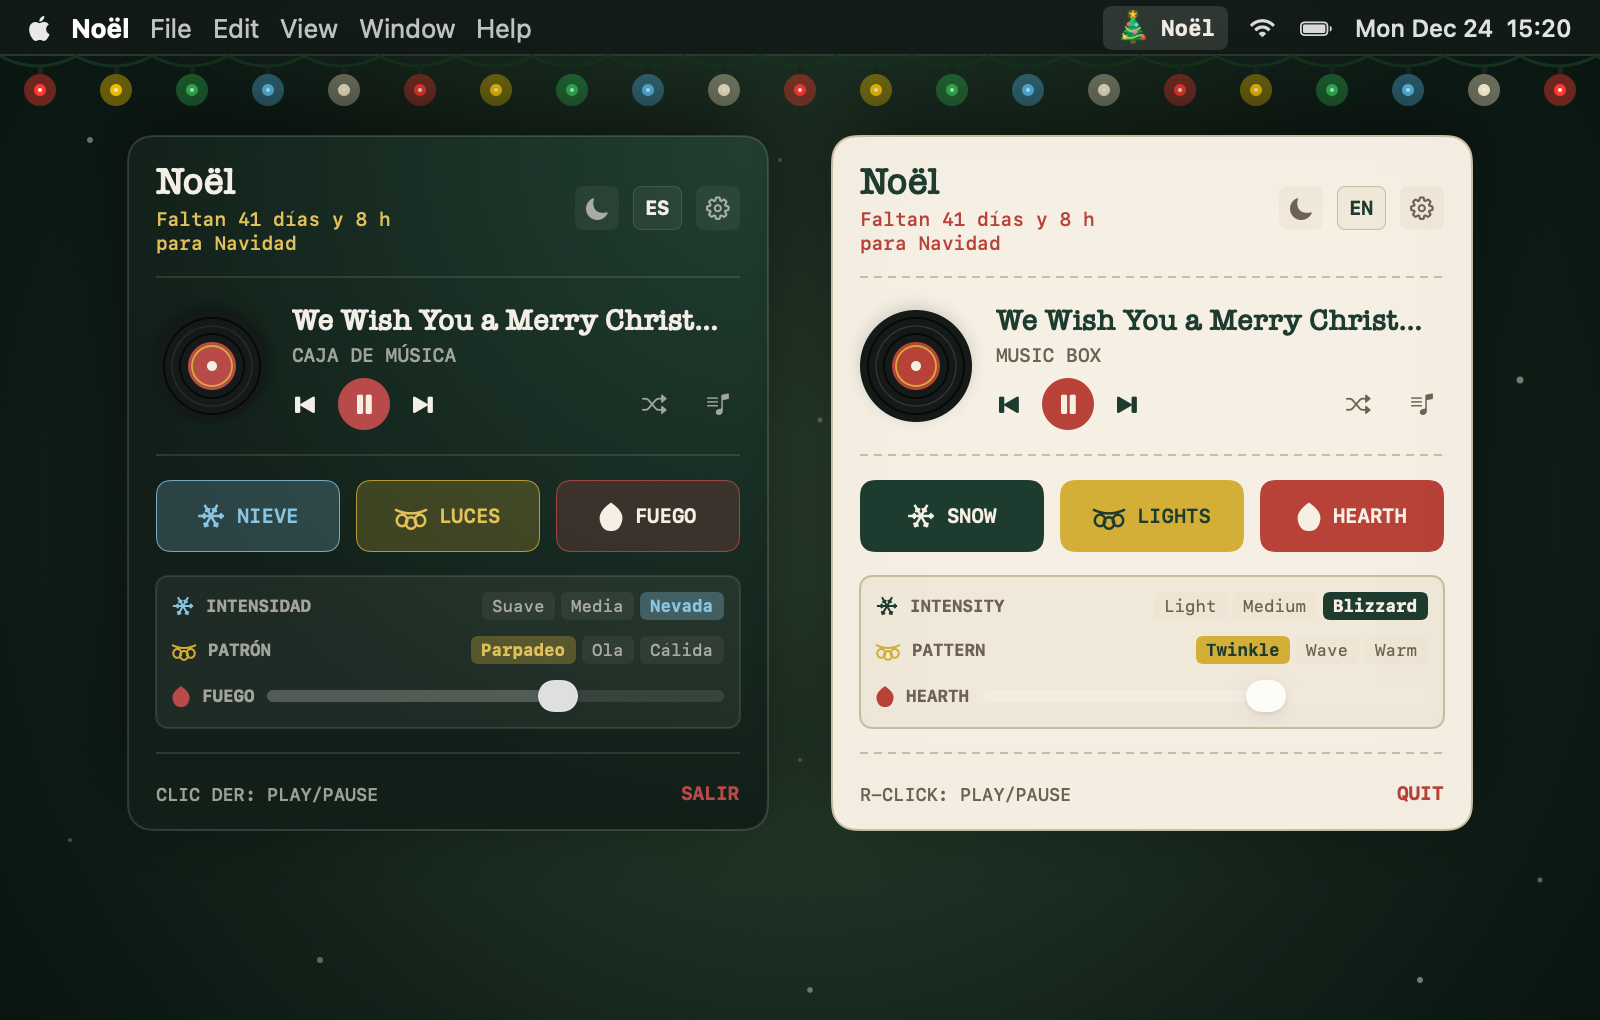 Noël File Edit View Window Help
Noël Mon Dec 24 15:20
Noël
Faltan 41 días y 8 h
para Navidad
ES
We Wish You a Merry Christ...
CAJA DE MÚSICA
NIEVE LUCES FUEGO
INTENSIDAD Suave Media Nevada
PATRÓN Parpadeo Ola Cálida
FUEGO
CLIC DER: PLAY/PAUSE SALIR
Noël
Faltan 41 días y 8 h
para Navidad
EN
We Wish You a Merry Christ...
MUSIC BOX
SNOW LIGHTS HEARTH
INTENSITY Light Medium Blizzard
PATTERN Twinkle Wave Warm
HEARTH
R-CLICK: PLAY/PAUSE QUIT